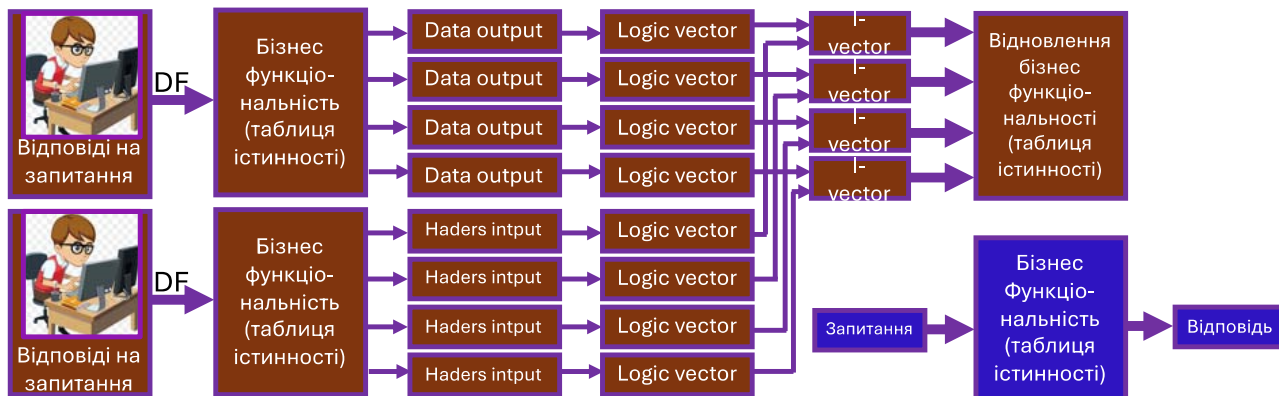 Відповіді на
запитання
DF
Бізнес
функціо-
нальність
(таблиця
істинності)
Data output
Data output
Data output
Data output
Logic vector
Logic vector
Logic vector
Logic vector
I-
vector
I-
vector
I-
vector
I-
vector
Відновлення
бізнес
функціо-
нальності
(таблиця
істинності)
Відповіді на
запитання
DF
Бізнес
функціо-
нальність
(таблиця
істинності)
Haders intput
Haders intput
Haders intput
Haders intput
Logic vector
Logic vector
Logic vector
Logic vector
Запитання
Бізнес
Функціо-
нальність
(таблиця
істинності)
Відповідь